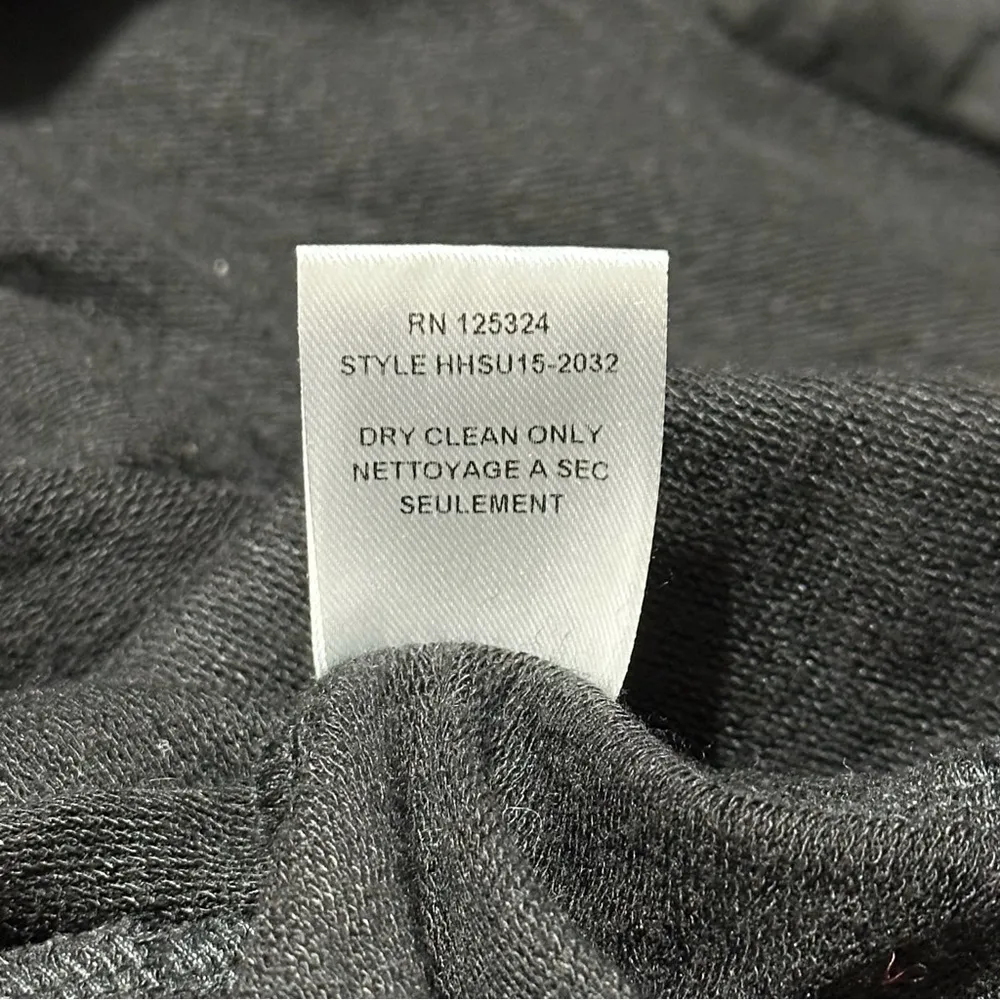 RN 125324
STYLE HHSU15-2032
DRY CLEAN ONLY
NETTOYAGE A SEC
SEULEMENT